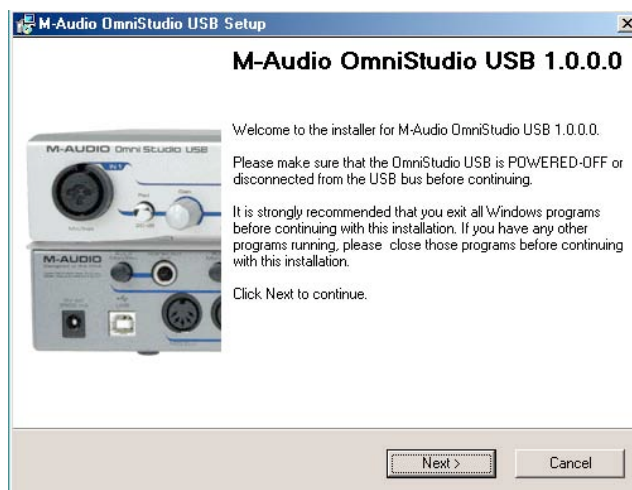 M-Audio OmniStudio USB Setup
M-Audio OmniStudio USB 1.0.0.0
Welcome to the installer for M-Audio OmniStudio USB 1.0.0.0.
Please make sure that the OmniStudio USB is POWERED-OFF or
disconnected from the USB bus before continuing.
It is strongly recommended that you exit all Windows programs
before continuing with this installation. If you have any other
programs running, please close those programs before continuing
with this installation.
Click Next to continue.
M-AUDIO Omni Studio USB
IN 1
Gain
M-AUDIO
USB
Next >
Cancel